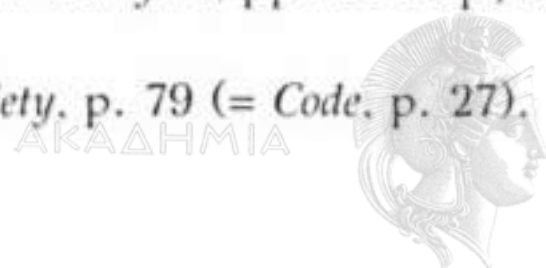 ety, p. 79 (= Code, p. 27).
ΑΚΑΔΗΜΙΑ